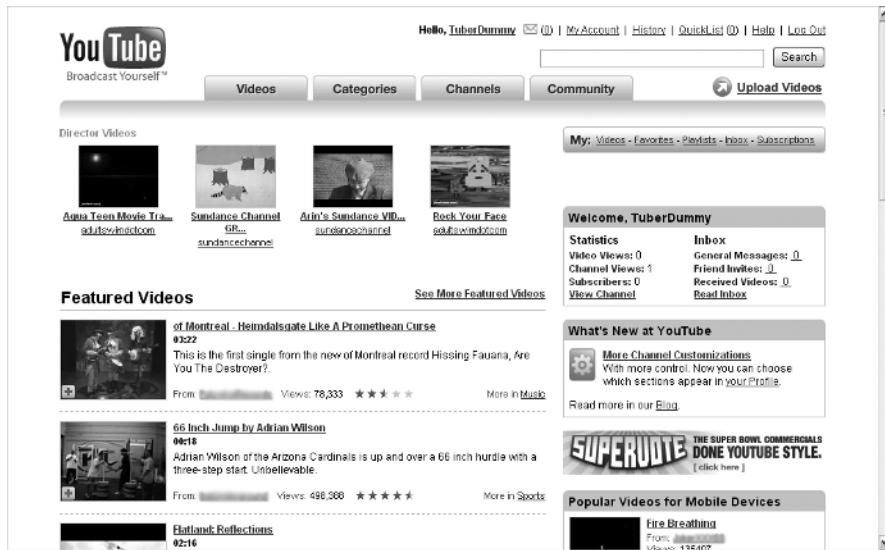 Hello, TuberDummy (0) | My Account | History | QuickList (0) | Help | Log Out
YouTube
Broadcast Yourself™
Search
Videos Categories Channels Community Upload Videos
Director Videos
Aqua Teen Movie Tra...
adultswimdotcom
Sundance Channel
GR...
sundancechannel
Arin's Sundance VID...
sundancechannel
Rock Your Face
adultswimdotcom
My: Videos - Favorites - Playlists - Inbox - Subscriptions
Welcome, TuberDummy
Statistics
Video Views: 0
Channel Views: 1
Subscribers: 0
View Channel
Inbox
General Messages: 0
Friend Invites: 0
Received Videos: 0
Read Inbox
Featured Videos
See More Featured Videos
of Montreal - Heimdalsgate Like A Promethean Curse
03:22
This is the first single from the new of Montreal record Hissing Fauana, Are
You The Destroyer?.
From: Views: 78,333 More in Music
66 Inch Jump by Adrian Wilson
00:18
Adrian Wilson of the Arizona Cardinals is up and over a 66 inch hurdle with a
three-step start. Unbelievable.
From: Views: 498,366 More in Sports
Flatland: Reflections
02:16
What's New at YouTube
More Channel Customizations
With more control. Now you can choose
which sections appear in your Profile.
Read more in our Blog.
SUPERVOTE
THE SUPER BOWL COMMERCIALS
DONE YOUTUBE STYLE.
[ click here ]
Popular Videos for Mobile Devices
Fire Breathing
From:
Views: 135407